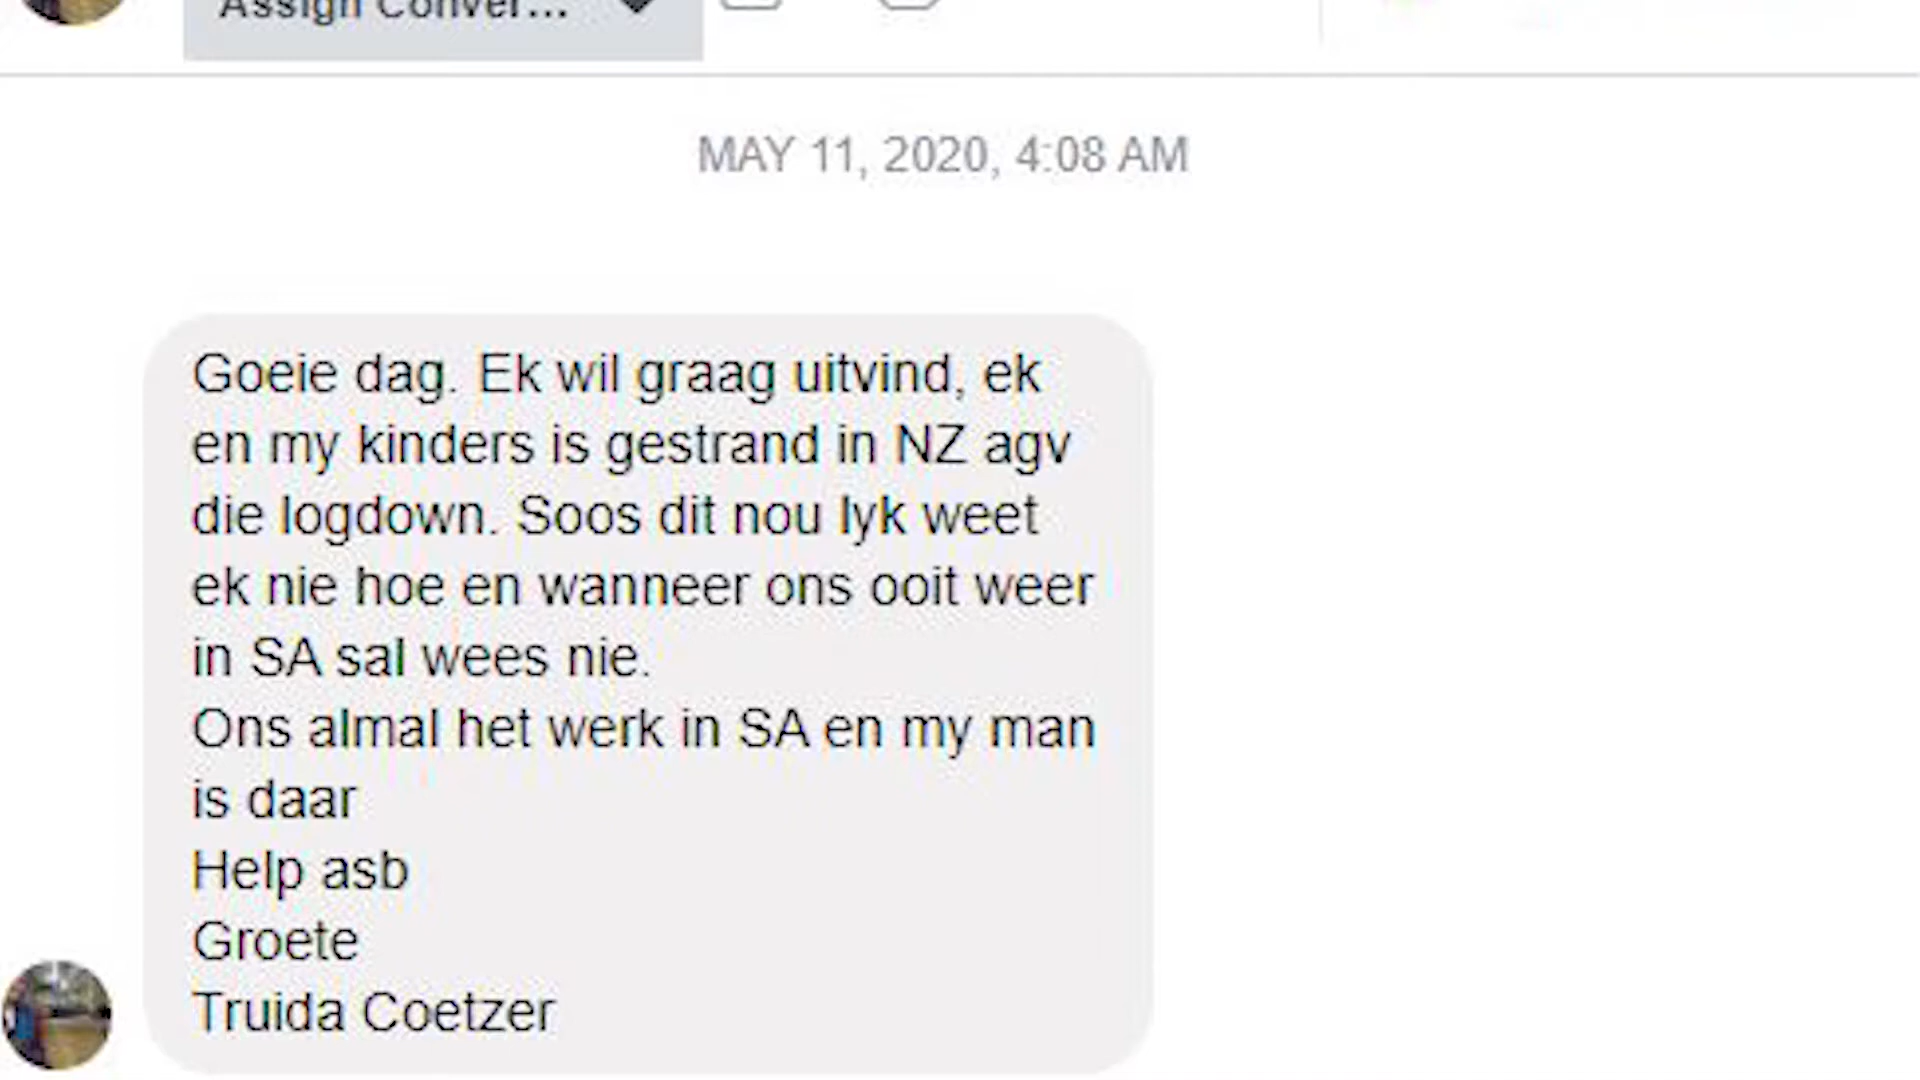 Assign Conver...
MAY 11, 2020, 4:08 AM
Goeie dag. Ek wil graag uitvind, ek
en my kinders is gestrand in NZ agv
die logdown. Soos dit nou lyk weet
ek nie hoe en wanneer ons ooit weer
in SA sal wees nie.
Ons almal het werk in SA en my man
is daar
Help asb
Groete
Truida Coetzer